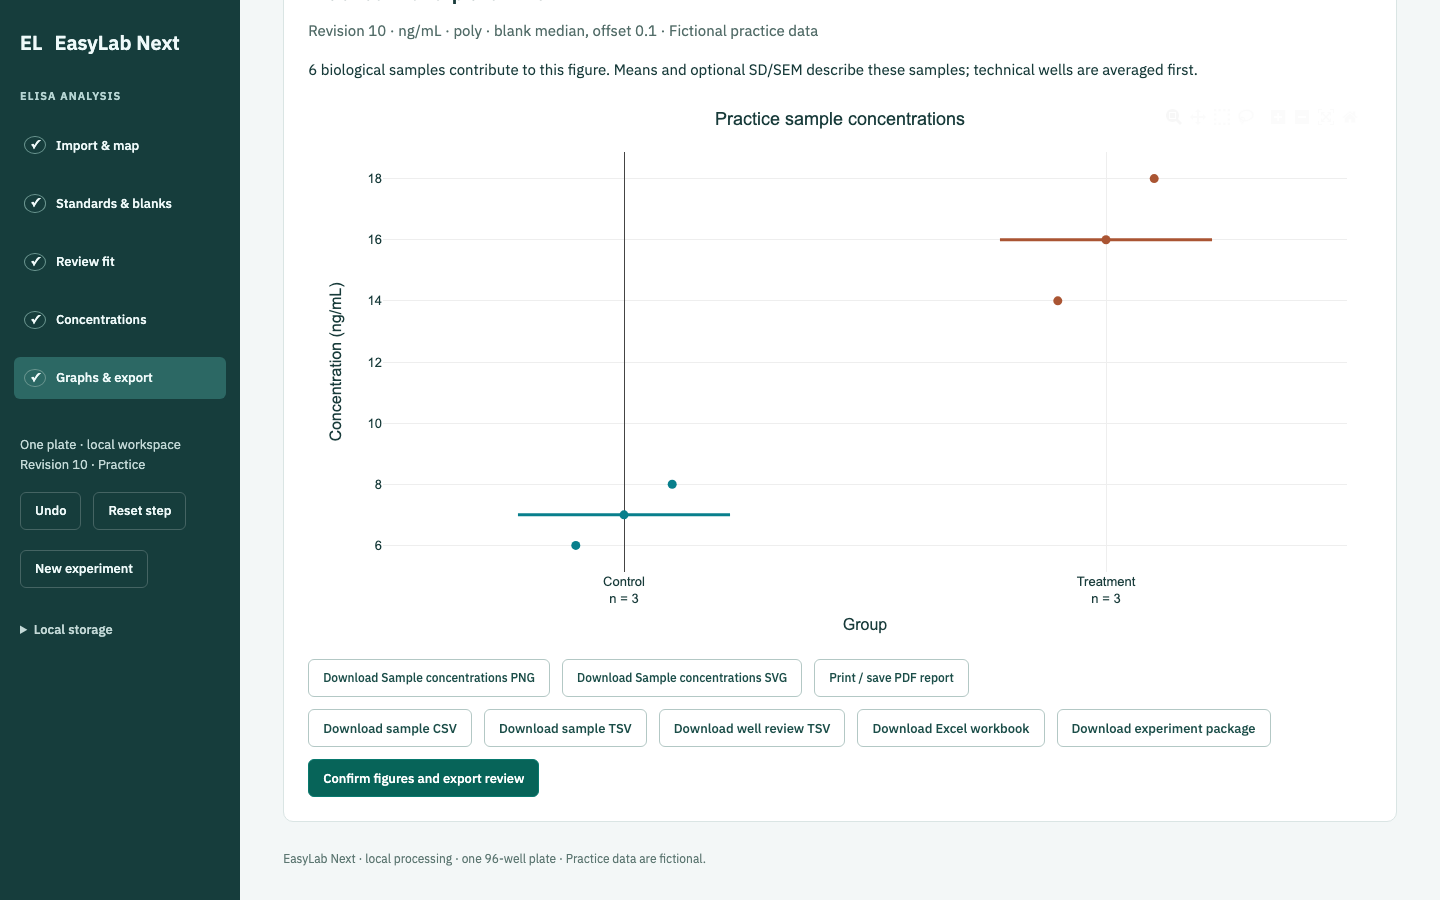 EL EasyLab Next
ELISA ANALYSIS
Import & map
Standards & blanks
Review fit
Concentrations
Graphs & export
One plate · local workspace
Revision 10 · Practice
Undo
Reset step
New experiment
Local storage
Revision 10 · ng/mL · poly · blank median, offset 0.1 · Fictional practice data
6 biological samples contribute to this figure. Means and optional SD/SEM describe these samples; technical wells are averaged first.
Practice sample concentrations
18
16
14
12
10
8
6
Concentration (ng/mL)
Control
n = 3
Treatment
n = 3
Group
Download Sample concentrations PNG
Download Sample concentrations SVG
Print / save PDF report
Download sample CSV
Download sample TSV
Download well review TSV
Download Excel workbook
Download experiment package
Confirm figures and export review
EasyLab Next · local processing · one 96-well plate · Practice data are fictional.